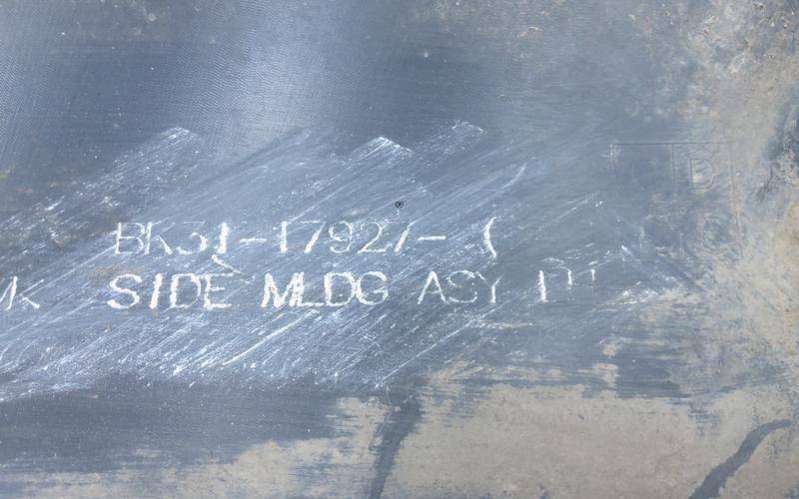 BK31-17927-
SIDE MLDG ASY